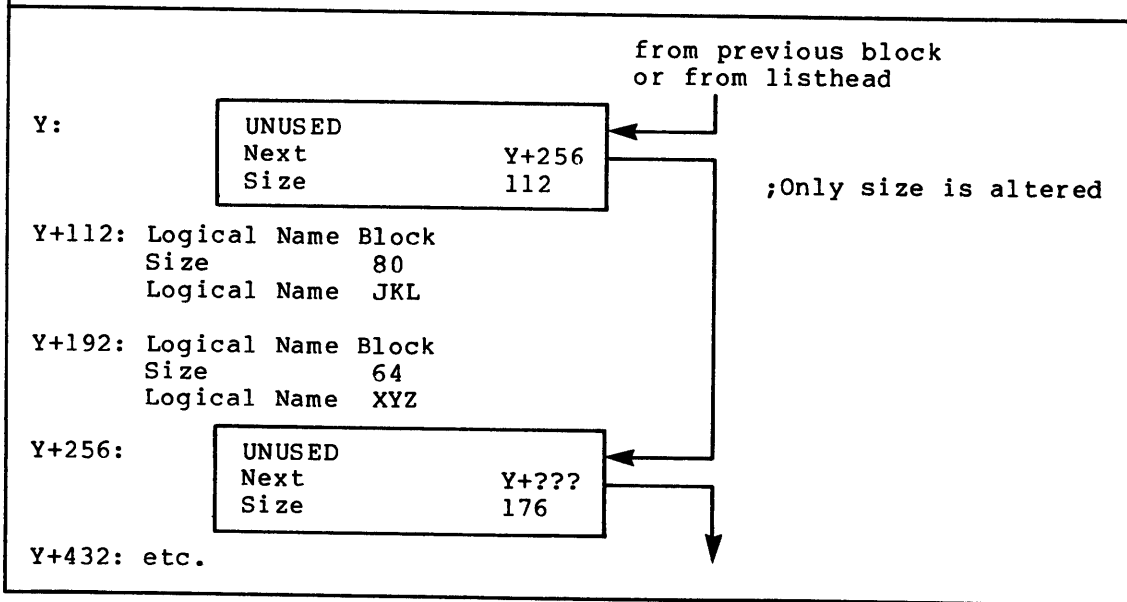 from previous block
or from listhead
Y:
UNUSED
Next Y+256
Size 112
;Only size is altered
Y+112: Logical Name Block
Size 80
Logical Name JKL
Y+192: Logical Name Block
Size 64
Logical Name XYZ
Y+256:
UNUSED
Next Y+???
Size 176
Y+432: etc.